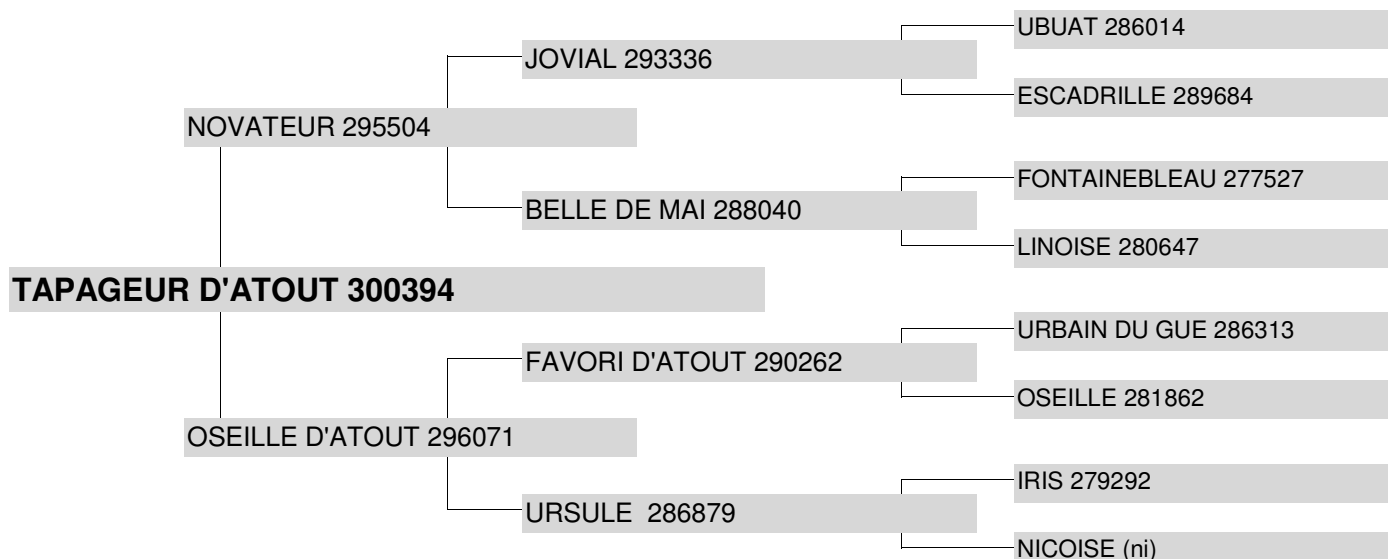 UBUAT 286014
JOVIAL 293336
ESCADRILLE 289684
NOVATEUR 295504
FONTAINEBLEAU 277527
BELLE DE MAI 288040
LINOISE 280647
TAPAGEUR D'ATOUT 300394
URBAIN DU GUE 286313
FAVORI D'ATOUT 290262
OSEILLE 281862
OSEILLE D'ATOUT 296071
IRIS 279292
URSULE 286879
NICOISE (ni)